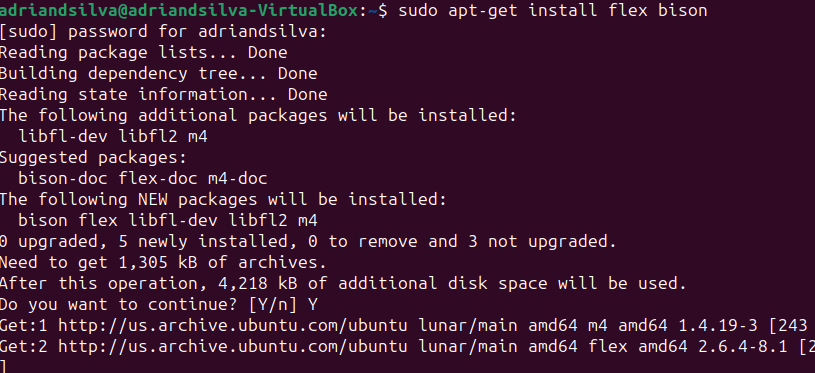 adriandsilva@adriandsilva-VirtualBox:~$ sudo apt-get install flex bison
[sudo] password for adriandsilva:
Reading package lists... Done
Building dependency tree... Done
Reading state information... Done
The following additional packages will be installed:
  libfl-dev libfl2 m4
Suggested packages:
  bison-doc flex-doc m4-doc
The following NEW packages will be installed:
  bison flex libfl-dev libfl2 m4
0 upgraded, 5 newly installed, 0 to remove and 3 not upgraded.
Need to get 1,305 kB of archives.
After this operation, 4,218 kB of additional disk space will be used.
Do you want to continue? [Y/n] Y
Get:1 http://us.archive.ubuntu.com/ubuntu lunar/main amd64 m4 amd64 1.4.19-3 [243
Get:2 http://us.archive.ubuntu.com/ubuntu lunar/main amd64 flex amd64 2.6.4-8.1 [2
]